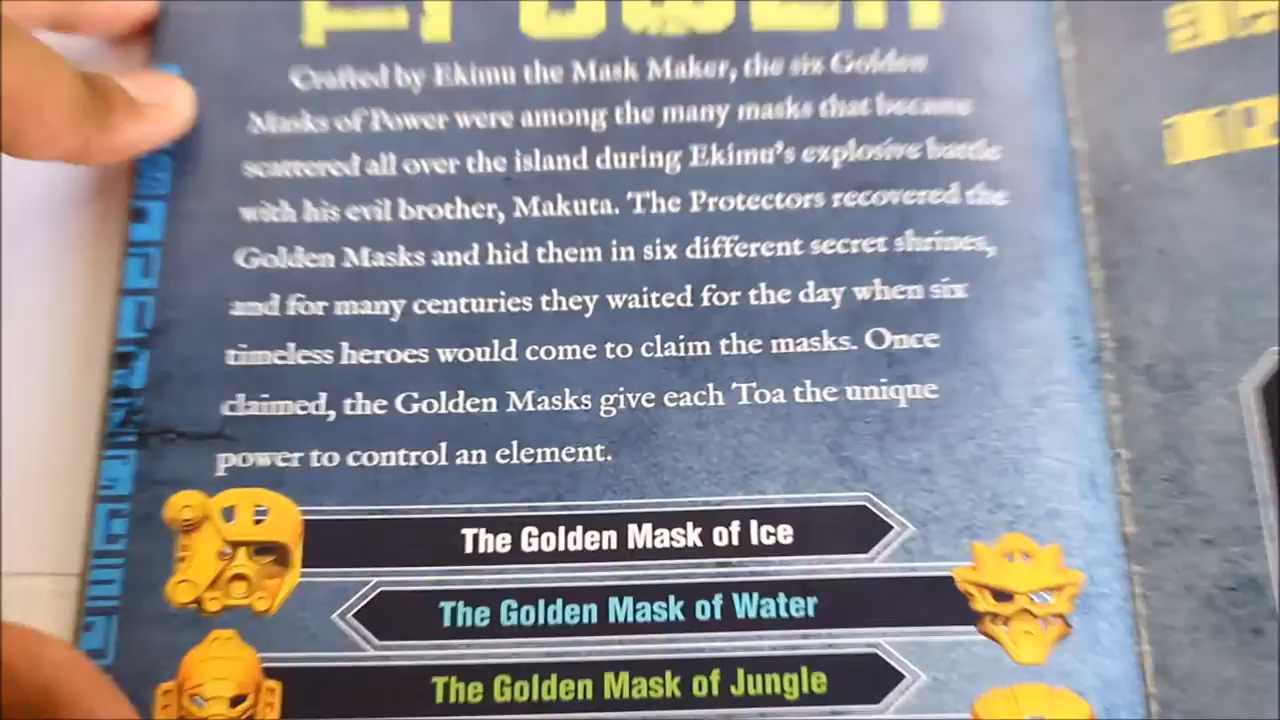 Crafted by Ekimu the Mask Maker, the six Golden
Masks of Power were among the many masks that became
scattered all over the island during Ekimu's explosive battle
with his evil brother, Makuta. The Protectors recovered the
Golden Masks and hid them in six different secret shrines,
and for many centuries they waited for the day when six
timeless heroes would come to claim the masks. Once
claimed, the Golden Masks give each Toa the unique
power to control an element.
The Golden Mask of Ice
The Golden Mask of Water
The Golden Mask of Jungle